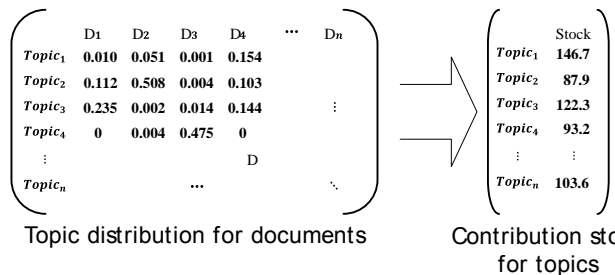 D1 D2 D3 D4 ... Dn
Topic1 0.010 0.051 0.001 0.154
Topic2 0.112 0.508 0.004 0.103
Topic3 0.235 0.002 0.014 0.144 ⋮
Topic4 0 0.004 0.475 0
⋮ D
Topicn ... ⋱
Topic distribution for documents
Stock
Topic1 146.7
Topic2 87.9
Topic3 122.3
Topic4 93.2
⋮ ⋮
Topicn 103.6
Contribution sto
for topics